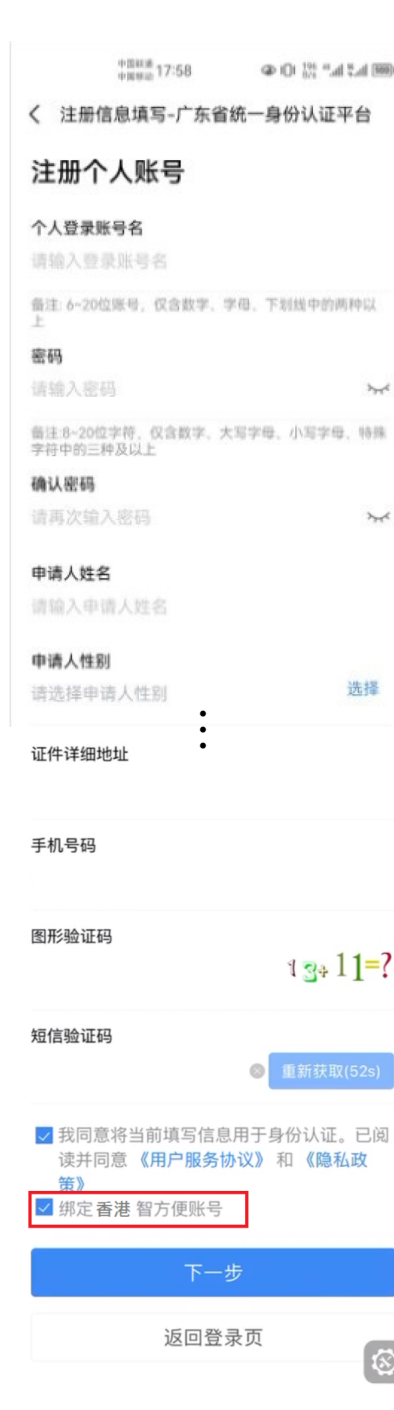 中国联通
中国移动 17:58
注册信息填写-广东省统一身份认证平台
注册个人账号
个人登录账号名
请输入登录账号名
备注: 6~20位账号，仅含数字、字母、下划线中的两种以
上
密码
请输入密码
备注:8~20位字符，仅含数字、大写字母、小写字母、特殊
字符中的三种及以上
确认密码
请再次输入密码
申请人姓名
请输入申请人姓名
申请人性别
请选择申请人性别 选择
证件详细地址
手机号码
图形验证码
13+11=?
短信验证码
重新获取(52s)
我同意将当前填写信息用于身份认证。已阅
读并同意《用户服务协议》和《隐私政
策》
绑定香港 智方便账号
下一步
返回登录页